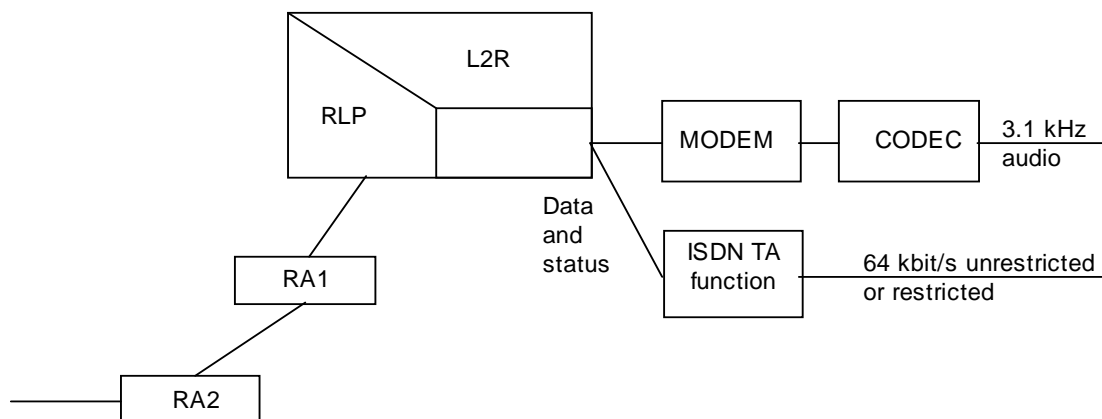 L2R
RLP
MODEM
CODEC
3.1 kHz
audio
Data
and
status
ISDN TA
function
64 kbit/s unrestricted
or restricted
RA1
RA2